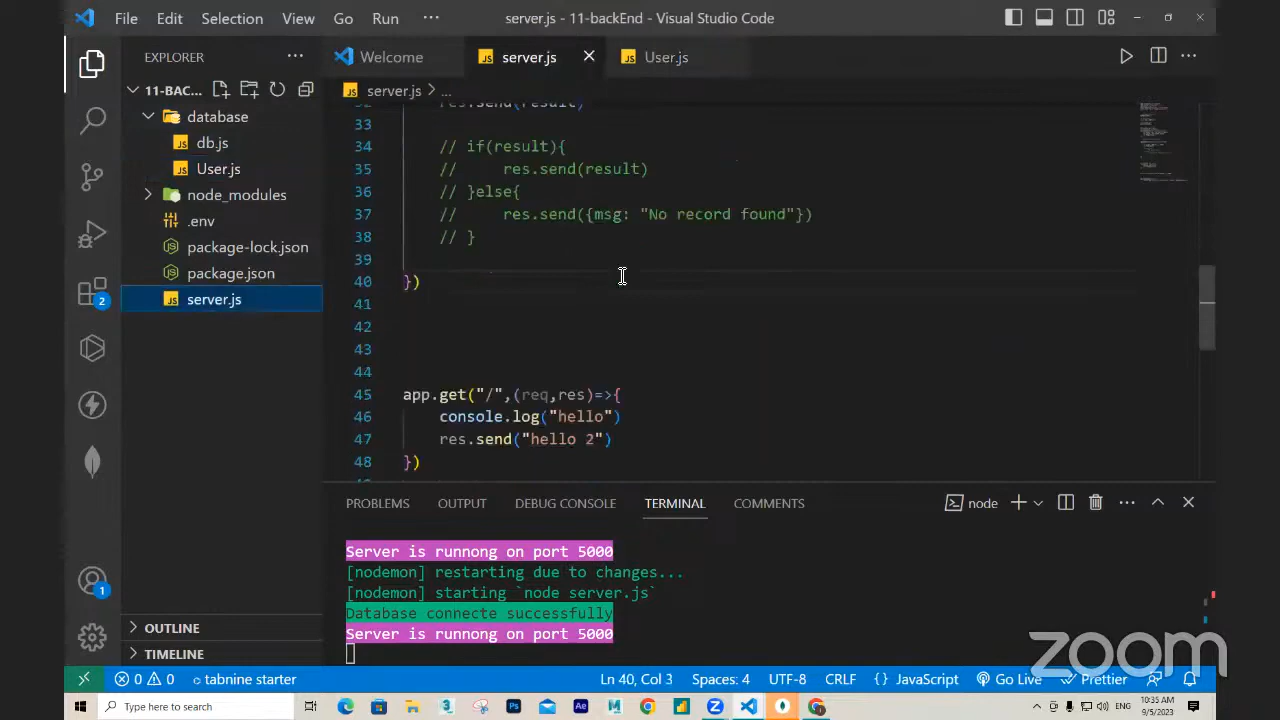 File Edit Selection View Go Run ··· server.js - 11-backEnd - Visual Studio Code
EXPLORER ··· Welcome server.js User.js
11-BAC...
server.js > ...
database
db.js
User.js
node_modules
.env
package-lock.json
package.json
server.js
32 res.send(result)
33
34 // if(result){
35 // res.send(result)
36 // }else{
37 // res.send({msg: "No record found"})
38 // }
39
40 })
41
42
43
44
45 app.get("/",(req,res)=>{
46 console.log("hello")
47 res.send("hello 2")
48 })
2
1
PROBLEMS OUTPUT DEBUG CONSOLE TERMINAL COMMENTS node
Server is runnong on port 5000
[nodemon] restarting due to changes...
[nodemon] starting `node server.js`
Database connecte successfully
Server is runnong on port 5000
OUTLINE
TIMELINE
zoom
0 0 tabnine starter Ln 40, Col 3 Spaces: 4 UTF-8 CRLF {} JavaScript Go Live Prettier
Type here to search
ENG
10:35 AM
9/5/2023